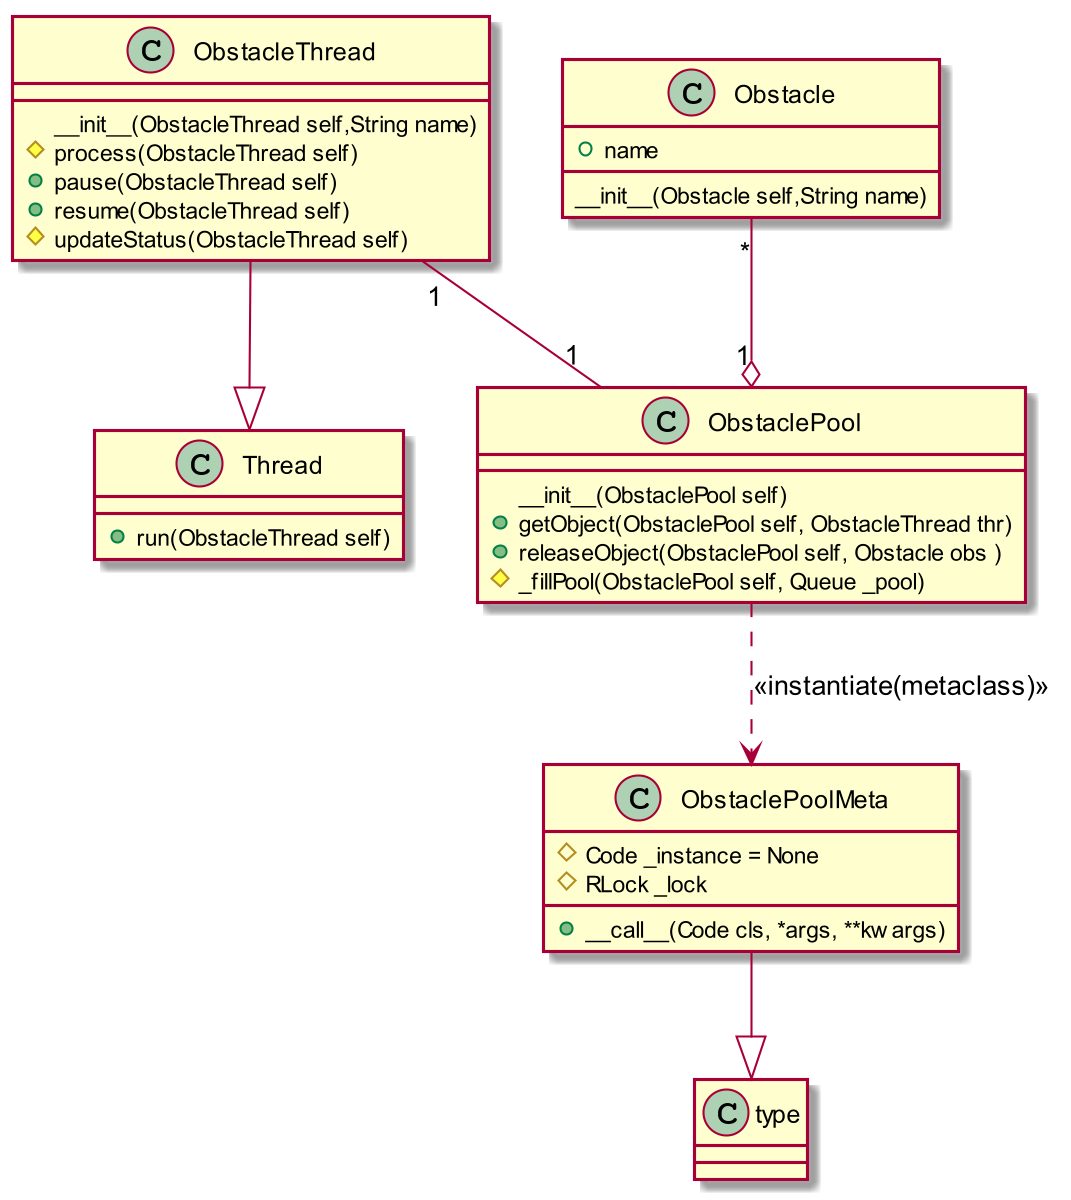 C ObstacleThread
__init__(ObstacleThread self,String name)
process(ObstacleThread self)
pause(ObstacleThread self)
resume(ObstacleThread self)
updateStatus(ObstacleThread self)
C Obstacle
name
__init__(Obstacle self,String name)
*
1
1
1
C Thread
run(ObstacleThread self)
C ObstaclePool
__init__(ObstaclePool self)
getObject(ObstaclePool self, ObstacleThread thr)
releaseObject(ObstaclePool self, Obstacle obs )
_fillPool(ObstaclePool self, Queue _pool)
«instantiate(metaclass)»
C ObstaclePoolMeta
Code _instance = None
RLock _lock
__call__(Code cls, *args, **kwargs)
C type